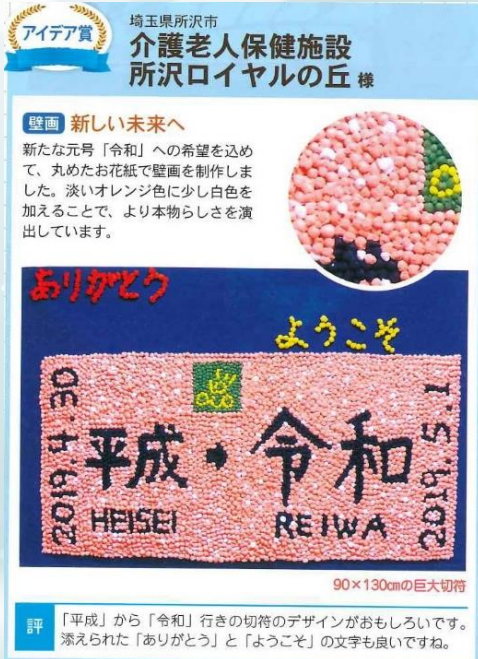 アイデア賞
埼玉県所沢市
介護老人保健施設
所沢ロイヤルの丘 様
壁画 新しい未来へ
新たな元号「令和」への希望を込め
て、丸めたお花紙で壁画を制作しま
した。淡いオレンジ色に少し白色を
加えることで、より本物らしさを演
出しています。
ありがとう
ようこそ
2019.4.30
平成→令和
HEISEI REIWA
2019.5.1
90×130cmの巨大切符
評 「平成」から「令和」行きの切符のデザインがおもしろいです。
添えられた「ありがとう」と「ようこそ」の文字も良いですね。